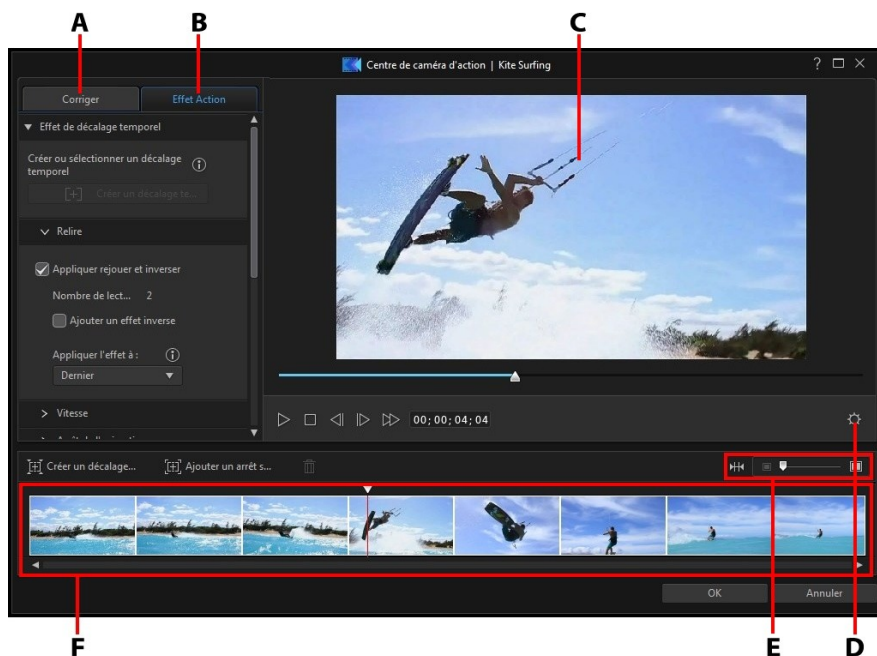 A
B
C
Centre de caméra d'action | Kite Surfing
?
Corriger
Effet Action
Effet de décalage temporel
Créer ou sélectionner un décalage
temporel
Créer un décalage te...
Relire
Appliquer rejouer et inverser
Nombre de lect... 2
Ajouter un effet inverse
Appliquer l'effet à :
Dernier
Vitesse
00;00;04;04
Créer un décalage...
Ajouter un arrêt s...
OK
Annuler
F
E
D